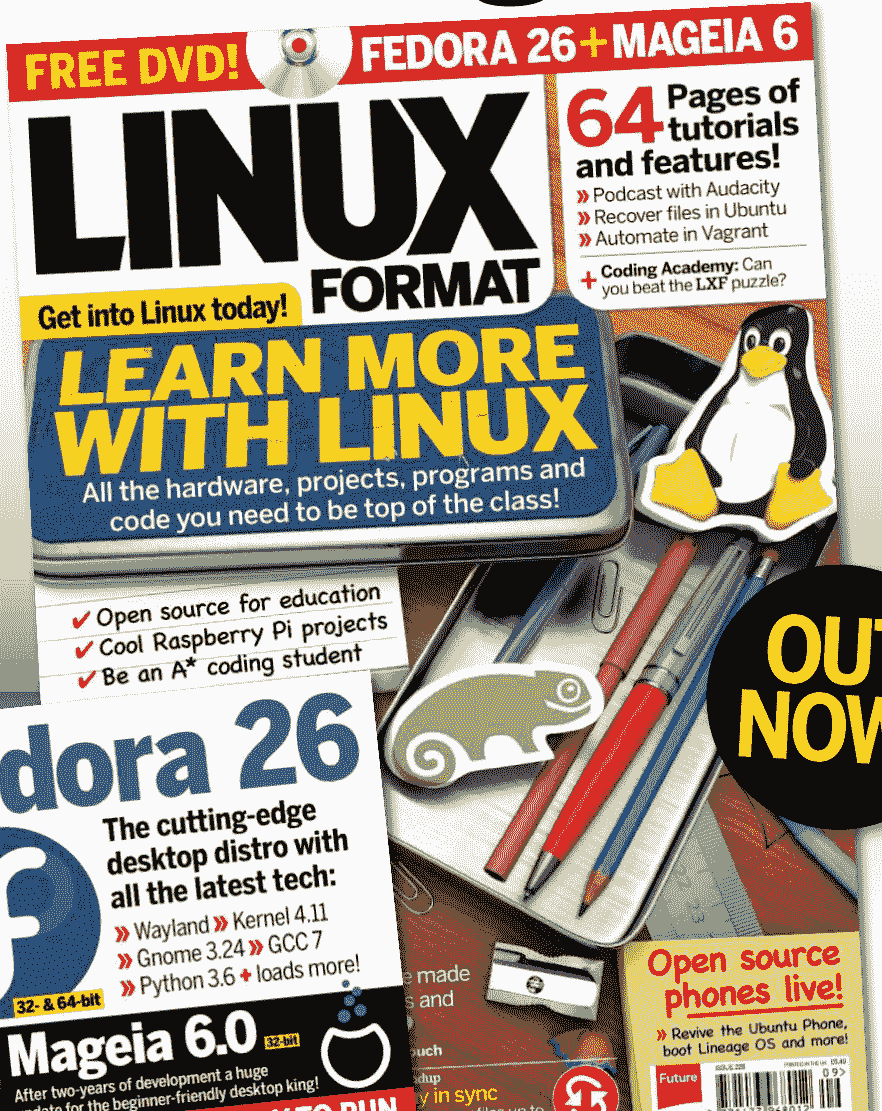 FREE DVD! FEDORA 26+MAGEIA 6
LINUX
FORMAT
64 Pages of
tutorials
and features!
» Podcast with Audacity
» Recover files in Ubuntu
» Automate in Vagrant
+ Coding Academy: Can
you beat the LXF puzzle?
Get into Linux today!
LEARN MORE
WITH LINUX
All the hardware, projects, programs and
code you need to be top of the class!
✔ Open source for education
✔ Cool Raspberry Pi projects
✔ Be an A* coding student
OUT
NOW
dora 26
The cutting-edge
desktop distro with
all the latest tech:
» Wayland » Kernel 4.11
» Gnome 3.24 » GCC 7
» Python 3.6 + loads more!
32- & 64-bit
Mageia 6.0 32-bit
After two-years of development a huge
for the beginner-friendly desktop king!
RUN
made
and
y in sync
Open source
phones live!
» Revive the Ubuntu Phone,
boot Lineage OS and more!
Future
09>